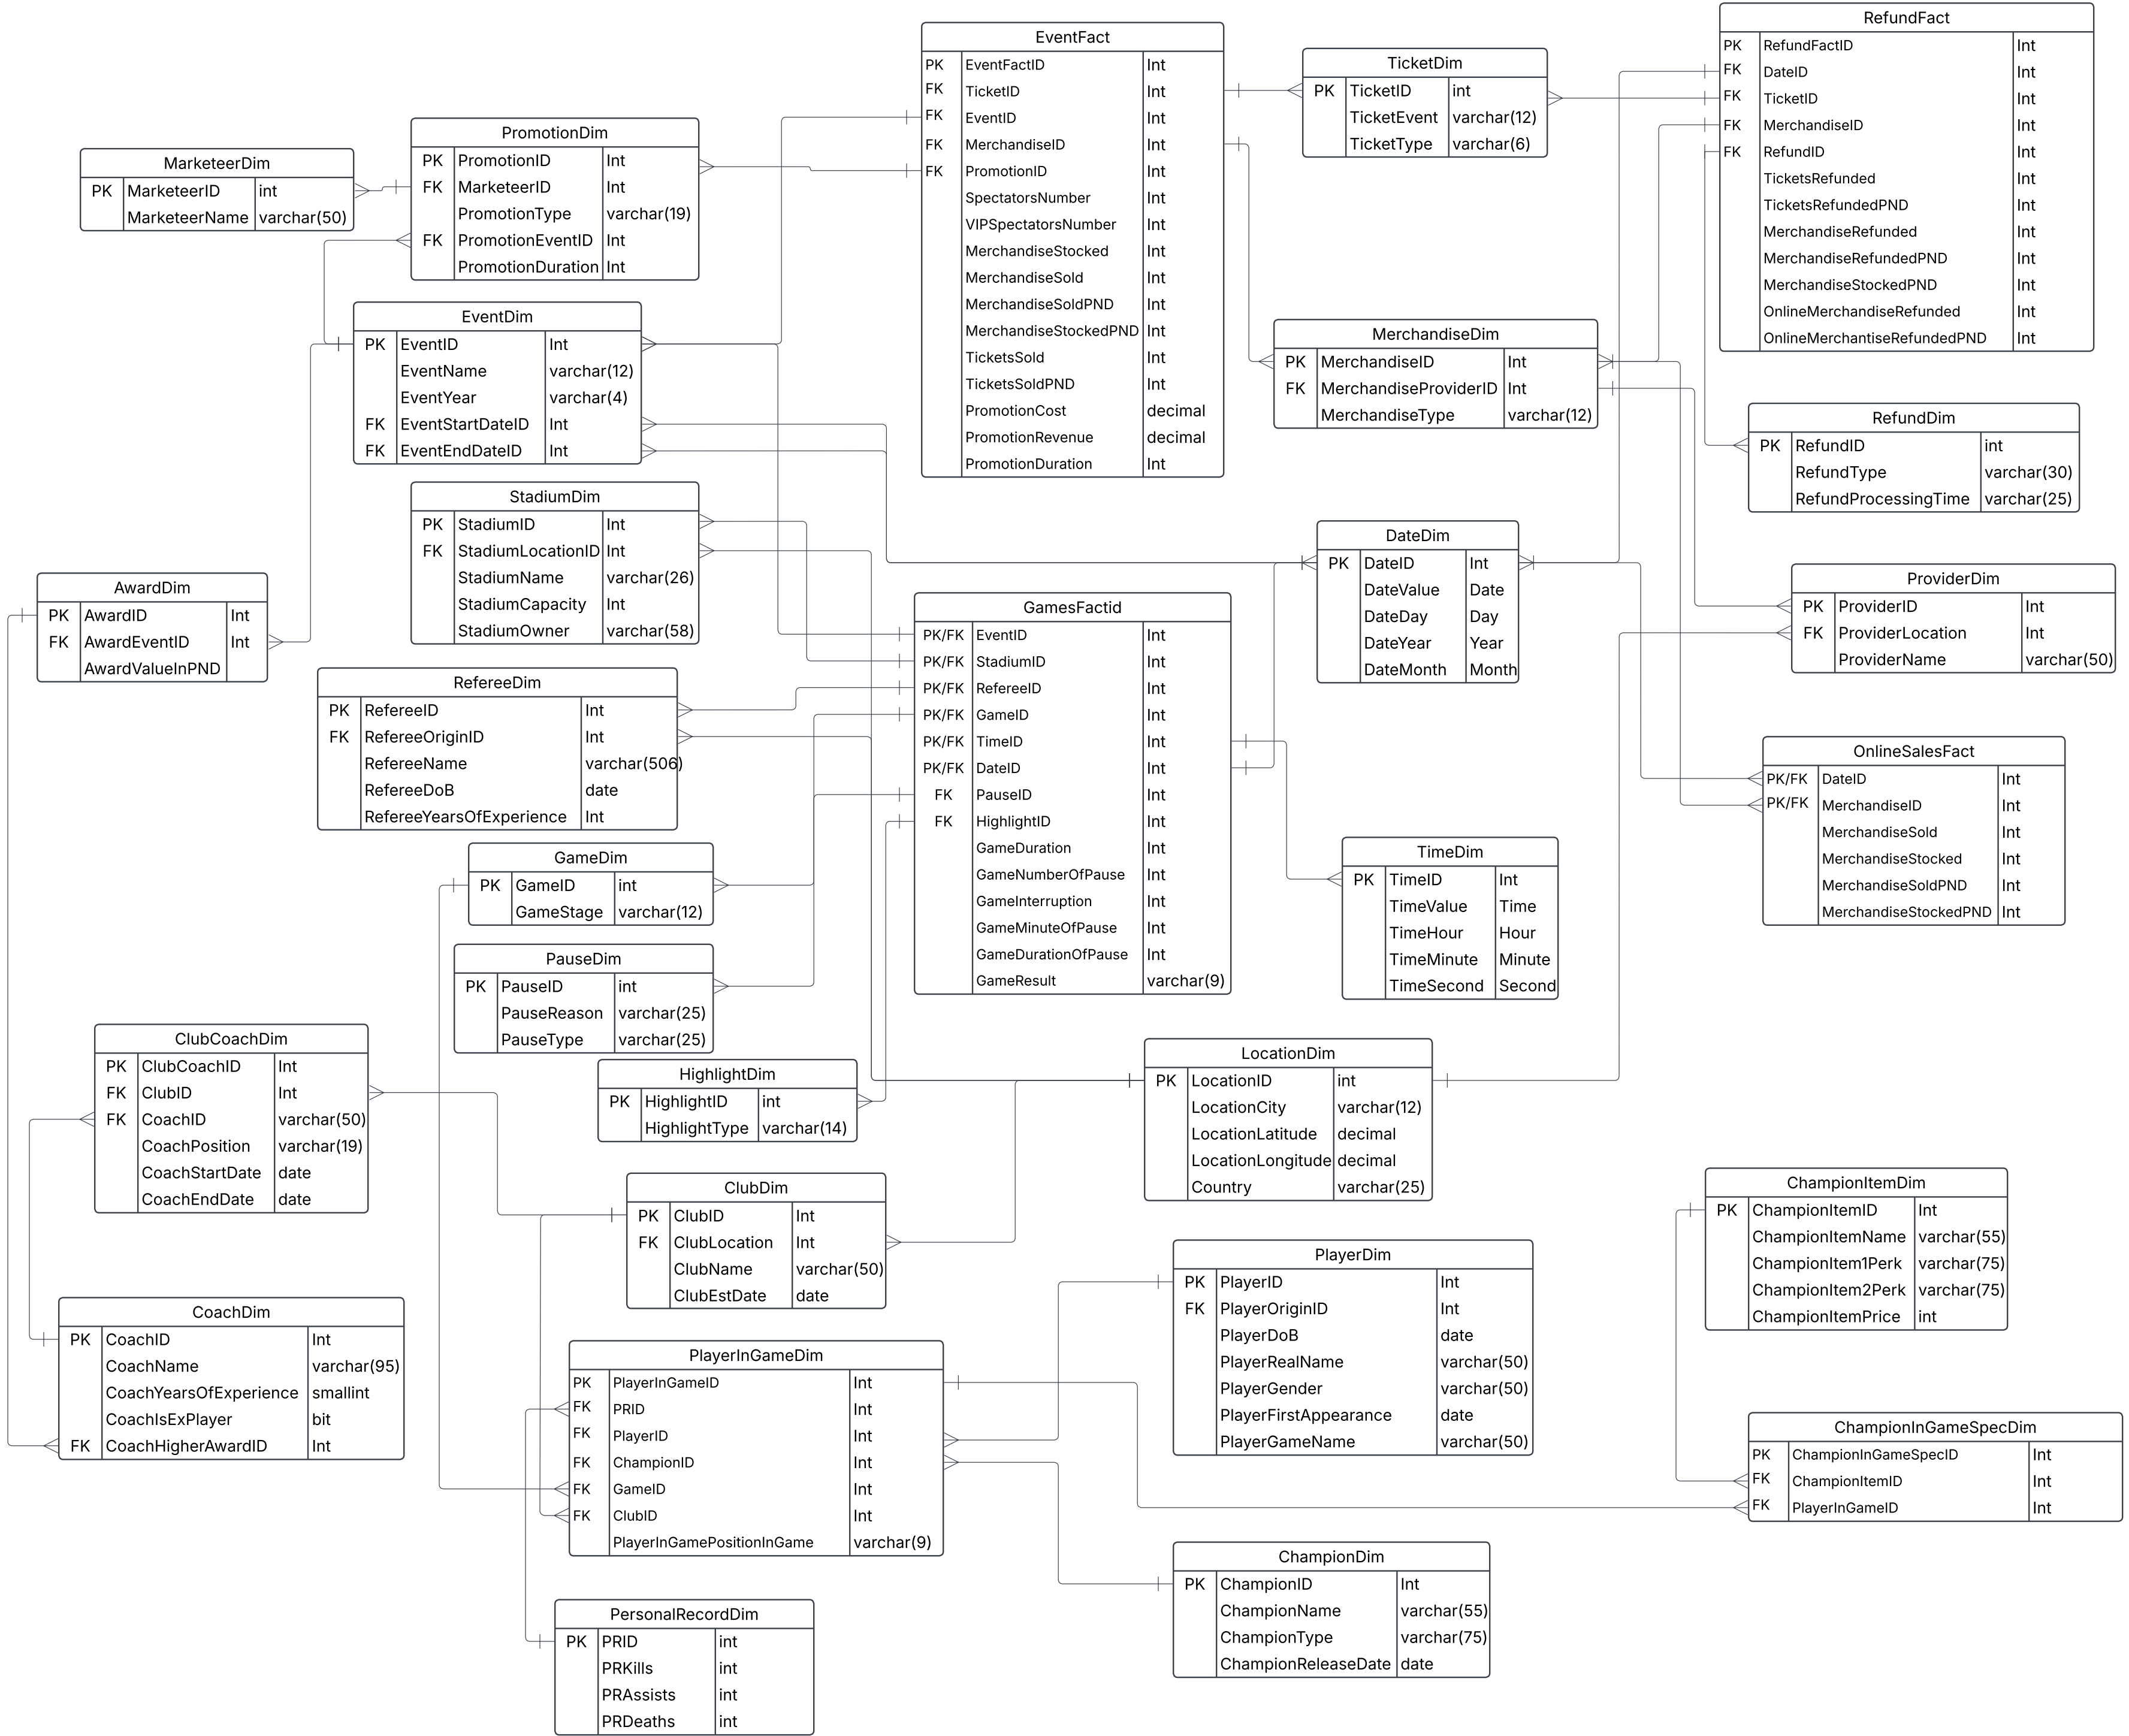 EventFact
PK EventFactID Int
FK TicketID Int
FK EventID Int
FK MerchandiseID Int
FK PromotionID Int
SpectatorsNumber Int
VIPSpectatorsNumber Int
MerchandiseStocked Int
MerchandiseSold Int
MerchandiseSoldPND Int
MerchandiseStockedPND Int
TicketsSold Int
TicketsSoldPND Int
PromotionCost decimal
PromotionRevenue decimal
PromotionDuration Int
TicketDim
PK TicketID int
TicketEvent varchar(12)
TicketType varchar(6)
RefundFact
PK RefundFactID Int
FK DateID Int
FK TicketID Int
FK MerchandiseID Int
FK RefundID Int
TicketsRefunded Int
TicketsRefundedPND Int
MerchandiseRefunded Int
MerchandiseRefundedPND Int
MerchandiseStockedPND Int
OnlineMerchandiseRefunded Int
OnlineMerchantiseRefundedPND Int
MarketeerDim
PK MarketeerID int
MarketeerName varchar(50)
PromotionDim
PK PromotionID Int
FK MarketeerID Int
PromotionType varchar(19)
FK PromotionEventID Int
PromotionDuration Int
EventDim
PK EventID Int
EventName varchar(12)
EventYear varchar(4)
FK EventStartDateID Int
FK EventEndDateID Int
MerchandiseDim
PK MerchandiseID Int
FK MerchandiseProviderID Int
MerchandiseType varchar(12)
RefundDim
PK RefundID int
RefundType varchar(30)
RefundProcessingTime varchar(25)
StadiumDim
PK StadiumID Int
FK StadiumLocationID Int
StadiumName varchar(26)
StadiumCapacity Int
StadiumOwner varchar(58)
DateDim
PK DateID Int
DateValue Date
DateDay Day
DateYear Year
DateMonth Month
ProviderDim
PK ProviderID Int
FK ProviderLocation Int
ProviderName varchar(50)
AwardDim
PK AwardID Int
FK AwardEventID Int
AwardValueInPND
GamesFactid
PK/FK EventID Int
PK/FK StadiumID Int
PK/FK RefereeID Int
PK/FK GameID Int
PK/FK TimeID Int
PK/FK DateID Int
FK PauseID Int
FK HighlightID Int
GameDuration Int
GameNumberOfPause Int
GameInterruption Int
GameMinuteOfPause Int
GameDurationOfPause Int
GameResult varchar(9)
RefereeDim
PK RefereeID Int
FK RefereeOriginID Int
RefereeName varchar(506)
RefereeDoB date
RefereeYearsOfExperience Int
OnlineSalesFact
PK/FK DateID Int
PK/FK MerchandiseID Int
MerchandiseSold Int
MerchandiseStocked Int
MerchandiseSoldPND Int
MerchandiseStockedPND Int
GameDim
PK GameID int
GameStage varchar(12)
TimeDim
PK TimeID Int
TimeValue Time
TimeHour Hour
TimeMinute Minute
TimeSecond Second
PauseDim
PK PauseID int
PauseReason varchar(25)
PauseType varchar(25)
ClubCoachDim
PK ClubCoachID Int
FK ClubID Int
FK CoachID varchar(50)
CoachPosition varchar(19)
CoachStartDate date
CoachEndDate date
HighlightDim
PK HighlightID int
HighlightType varchar(14)
LocationDim
PK LocationID int
LocationCity varchar(12)
LocationLatitude decimal
LocationLongitude decimal
Country varchar(25)
ClubDim
PK ClubID Int
FK ClubLocation Int
ClubName varchar(50)
ClubEstDate date
ChampionItemDim
PK ChampionItemID Int
ChampionItemName varchar(55)
ChampionItem1Perk varchar(75)
ChampionItem2Perk varchar(75)
ChampionItemPrice int
PlayerDim
PK PlayerID Int
FK PlayerOriginID Int
PlayerDoB date
PlayerRealName varchar(50)
PlayerGender varchar(50)
PlayerFirstAppearance date
PlayerGameName varchar(50)
CoachDim
PK CoachID Int
CoachName varchar(95)
CoachYearsOfExperience smallint
CoachIsExPlayer bit
FK CoachHigherAwardID Int
PlayerInGameDim
PK PlayerInGameID Int
FK PRID Int
FK PlayerID Int
FK ChampionID Int
FK GameID Int
FK ClubID Int
PlayerInGamePositionInGame varchar(9)
ChampionInGameSpecDim
PK ChampionInGameSpecID Int
FK ChampionItemID Int
FK PlayerInGameID Int
ChampionDim
PK ChampionID Int
ChampionName varchar(55)
ChampionType varchar(75)
ChampionReleaseDate date
PersonalRecordDim
PK PRID int
PRKills int
PRAssists int
PRDeaths int